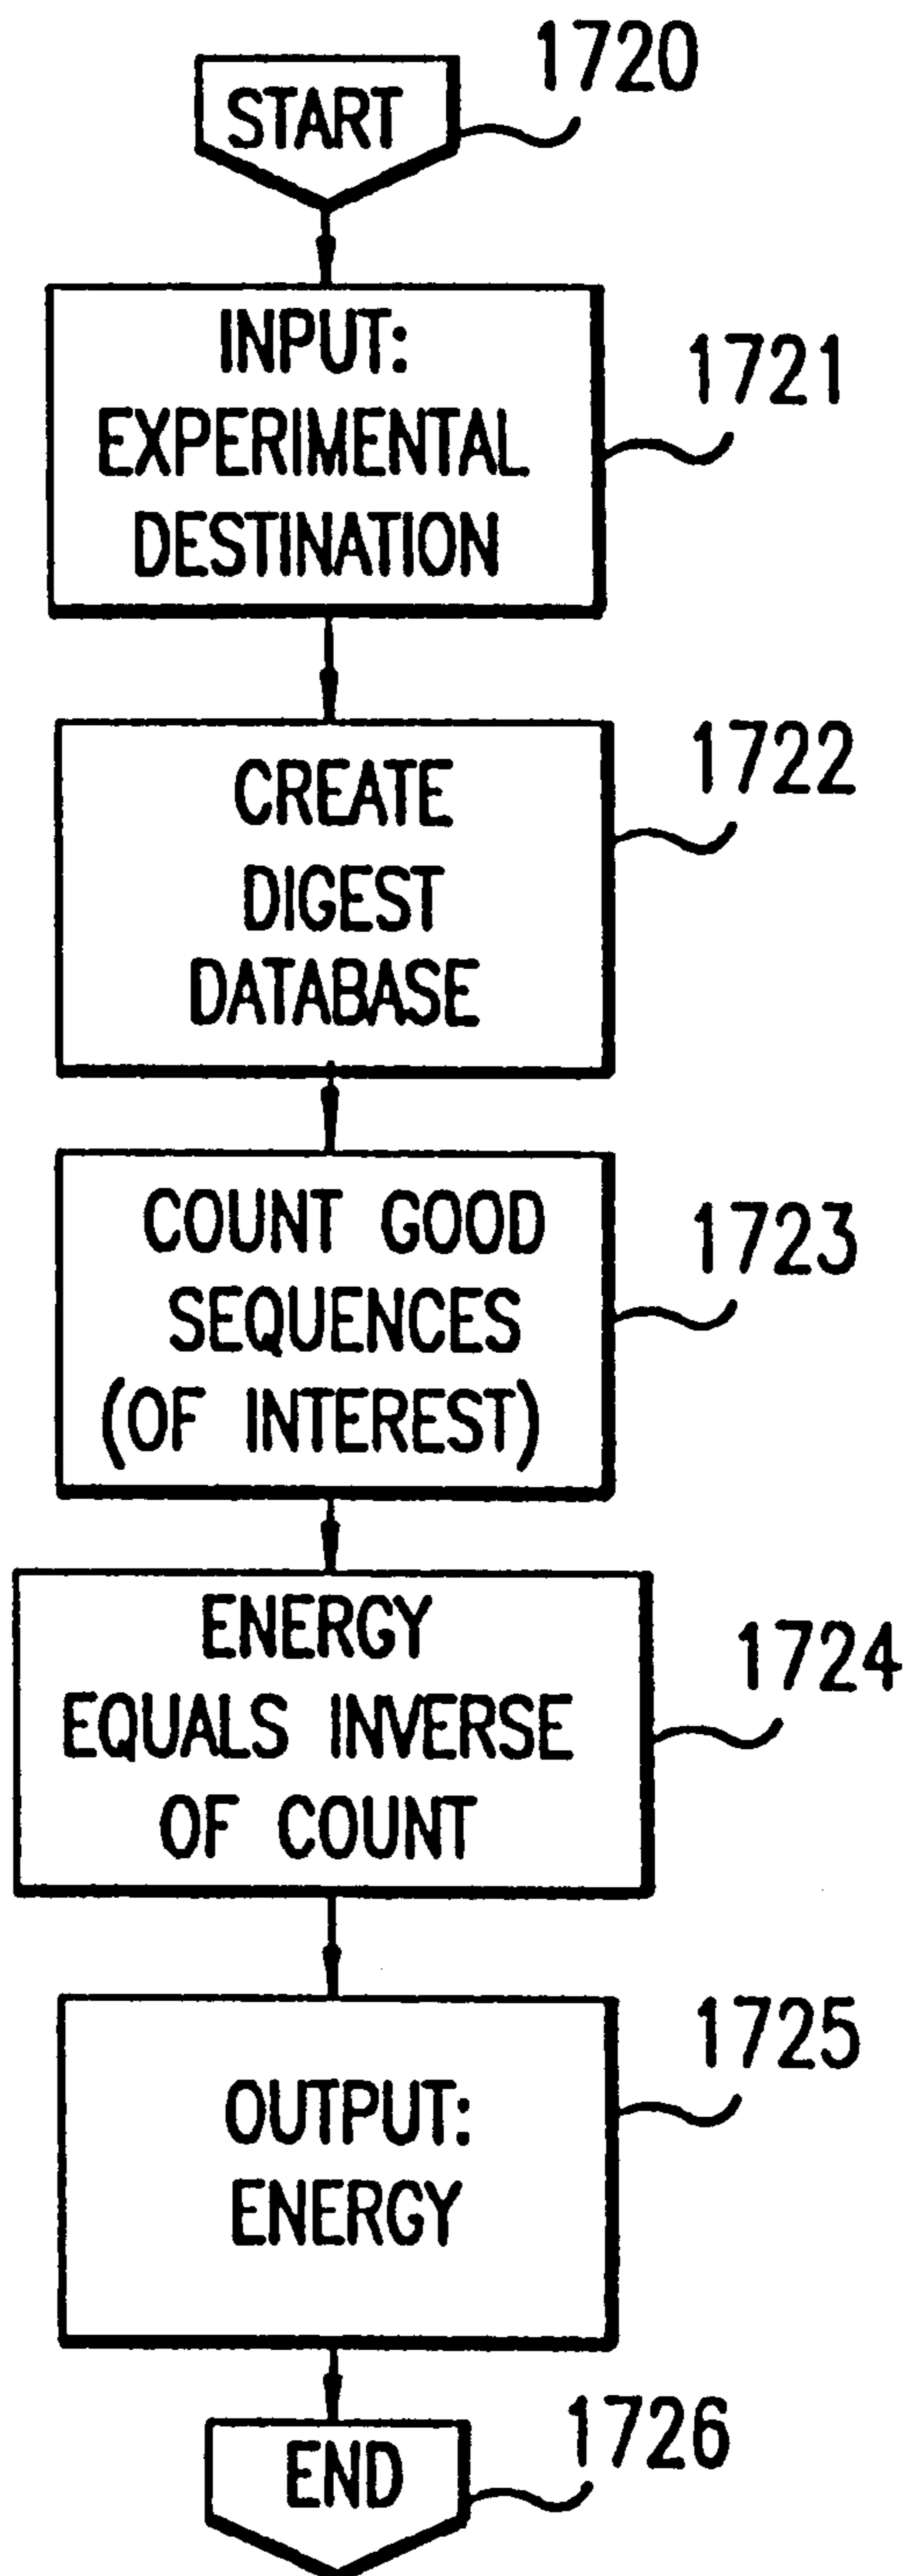 1720
START
INPUT:
EXPERIMENTAL
DESTINATION
1721
CREATE
DIGEST
DATABASE
1722
COUNT GOOD
SEQUENCES
(OF INTEREST)
1723
ENERGY
EQUALS INVERSE
OF COUNT
1724
OUTPUT:
ENERGY
1725
END
1726